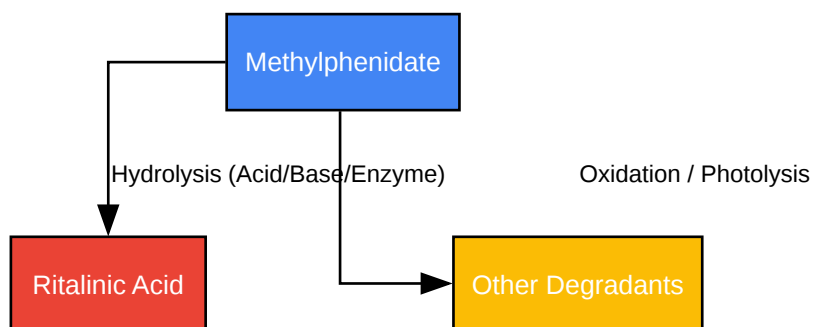 Methylphenidate
Hydrolysis (Acid/Base/Enzyme)
Oxidation / Photolysis
Ritalinic Acid
Other Degradants